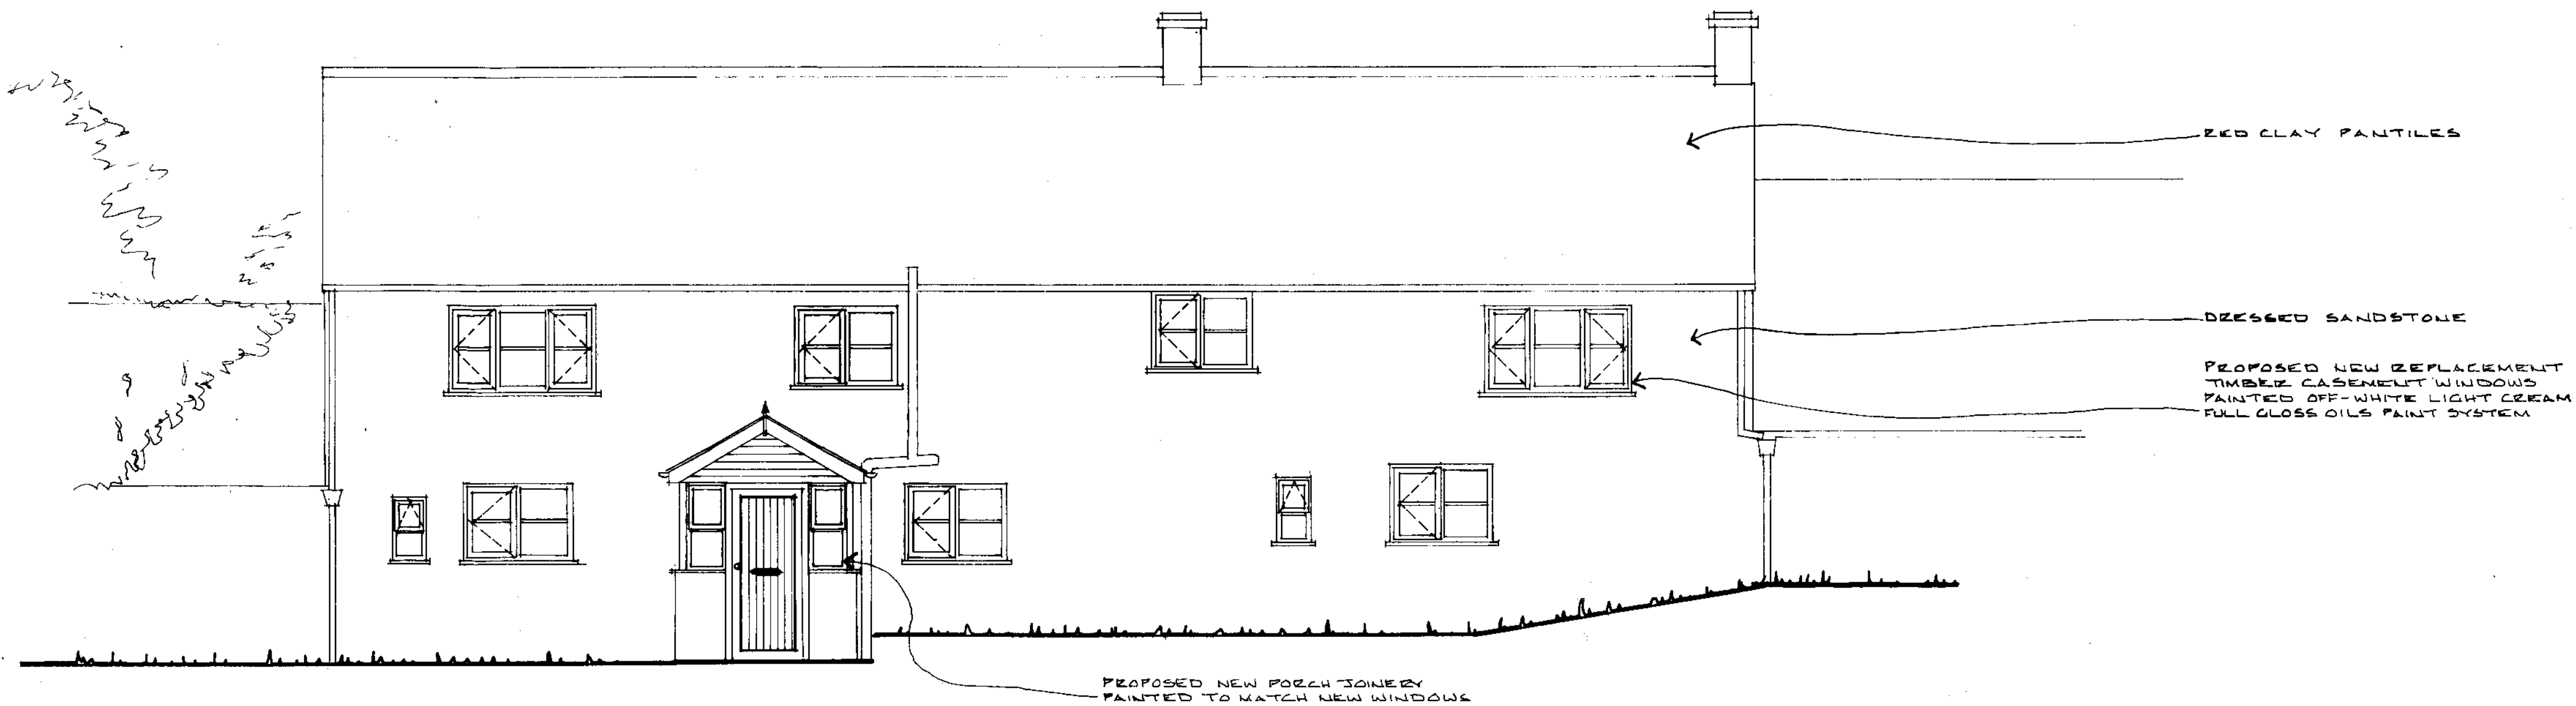 RED CLAY PANTILES
DRESSED SANDSTONE
PROPOSED NEW REPLACEMENT
TIMBER CASEMENT WINDOWS
PAINTED OFF-WHITE LIGHT CREAM
FULL GLOSS OILS PAINT SYSTEM
PROPOSED NEW PORCH JOINERY
PAINTED TO MATCH NEW WINDOWS